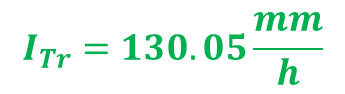 I_Tr = 130.05 mm/h